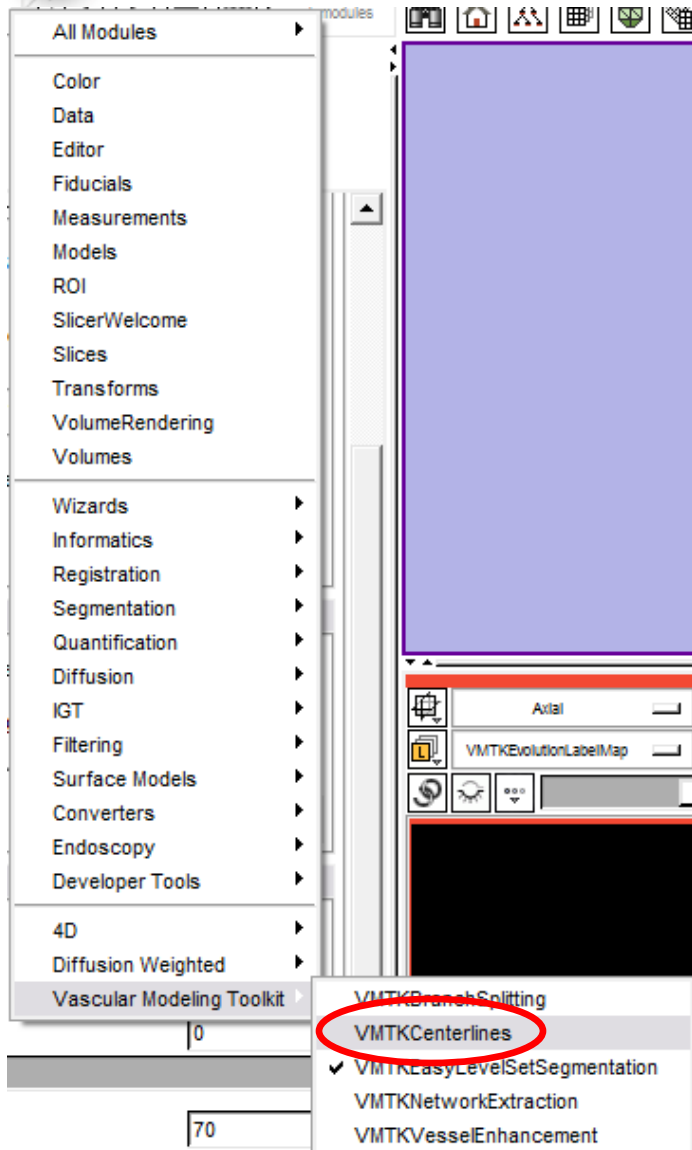 modules
All Modules
Color
Data
Editor
Fiducials
Measurements
Models
ROI
SlicerWelcome
Slices
Transforms
VolumeRendering
Volumes
Wizards
Informatics
Registration
Segmentation
Quantification
Diffusion
IGT
Filtering
Surface Models
Converters
Endoscopy
Developer Tools
4D
Diffusion Weighted
Vascular Modeling Toolkit
Axial
L VMTKEvolutionLabelMap
VMTKBranchSplitting
VMTKCenterlines
VMTKEasyLevelSetSegmentation
VMTKNetworkExtraction
VMTKVesselEnhancement
0
70